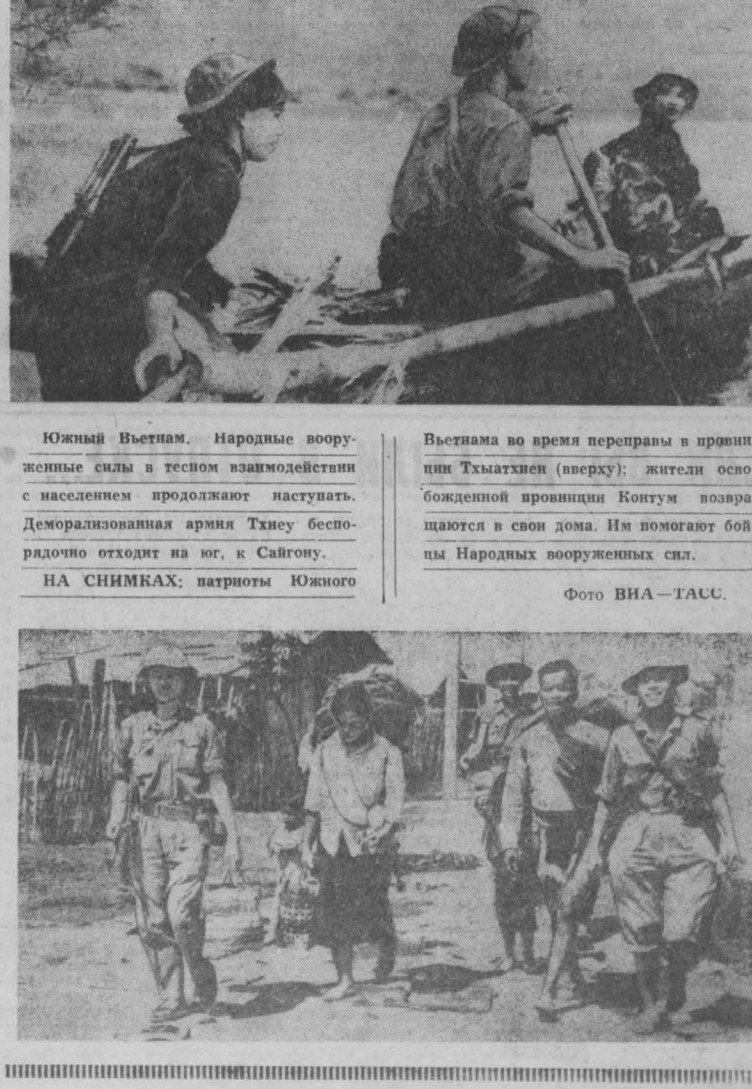 Южный Вьетнам. Народные воору-
женные силы в тесном взаимодействии
с населением продолжают наступать.
Деморализованная армия Тхиеу беспо-
рядочно отходит на юг, к Сайгону.
НА СНИМКАХ: патриоты Южного
Вьетнама во время переправы в провин
ции Тхыатхиен (вверху); жители осво
божденной провинции Контум возвра
щаются в свои дома. Им помогают бой
цы Народных вооруженных сил.
Фото ВИА—ТАСС.